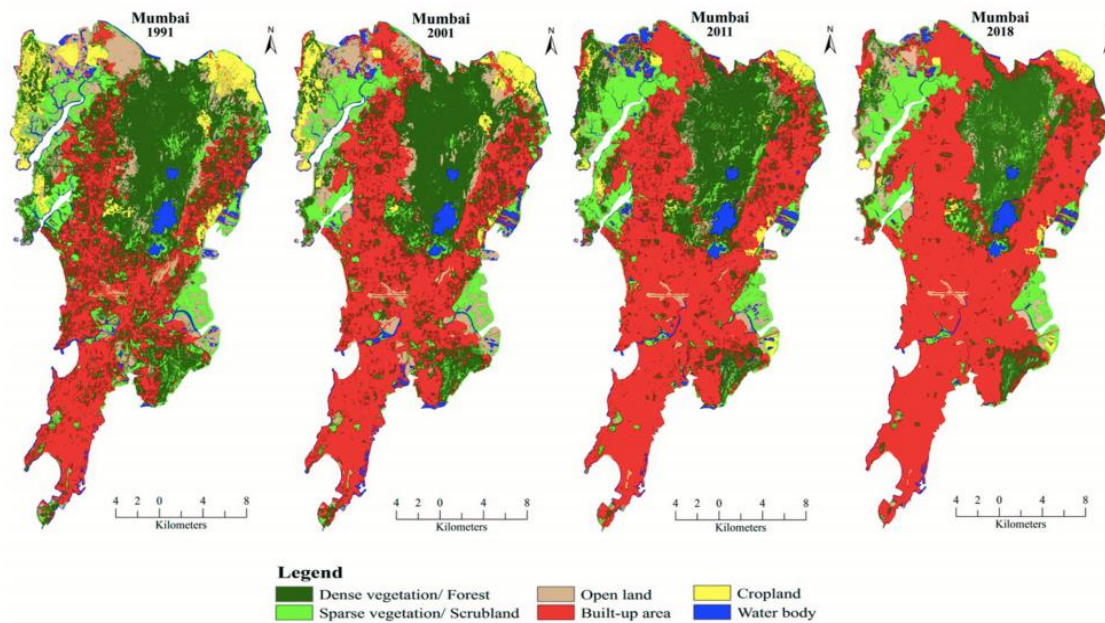 Mumbai
1991
N
4 0 4 8
Kilometers
Mumbai
2001
N
4 2 0 4 8
Kilometers
Mumbai
2011
N
4 2 0 4 8
Kilometers
Mumbai
2018
N
4 2 0 4 8
Kilometers
Legend
Dense vegetation/ Forest
Open land
Cropland
Sparse vegetation/ Scrubland
Built-up area
Water body